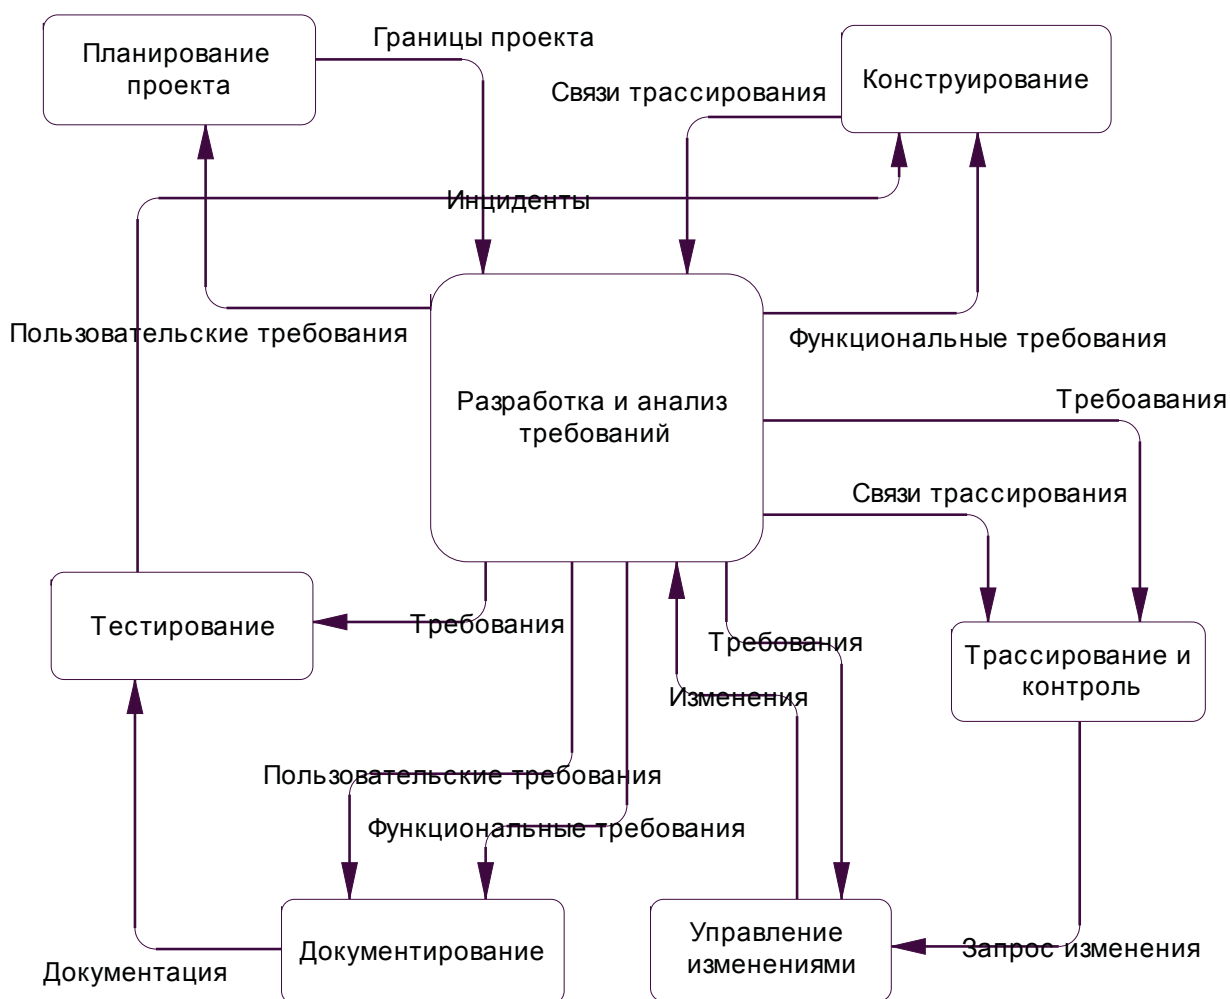 Границы проекта
Планирование
проекта
Конструирование
Связи трассирования
Инциденты
Пользовательские требования
Функциональные требования
Разработка и анализ
требований
Требоавания
Связи трассирования
Тестирование
Требования
Требования
Трассирование и
контроль
Изменения
Пользовательские требования
Функциональные требования
Документирование
Управление
изменениями
Запрос изменения
Документация